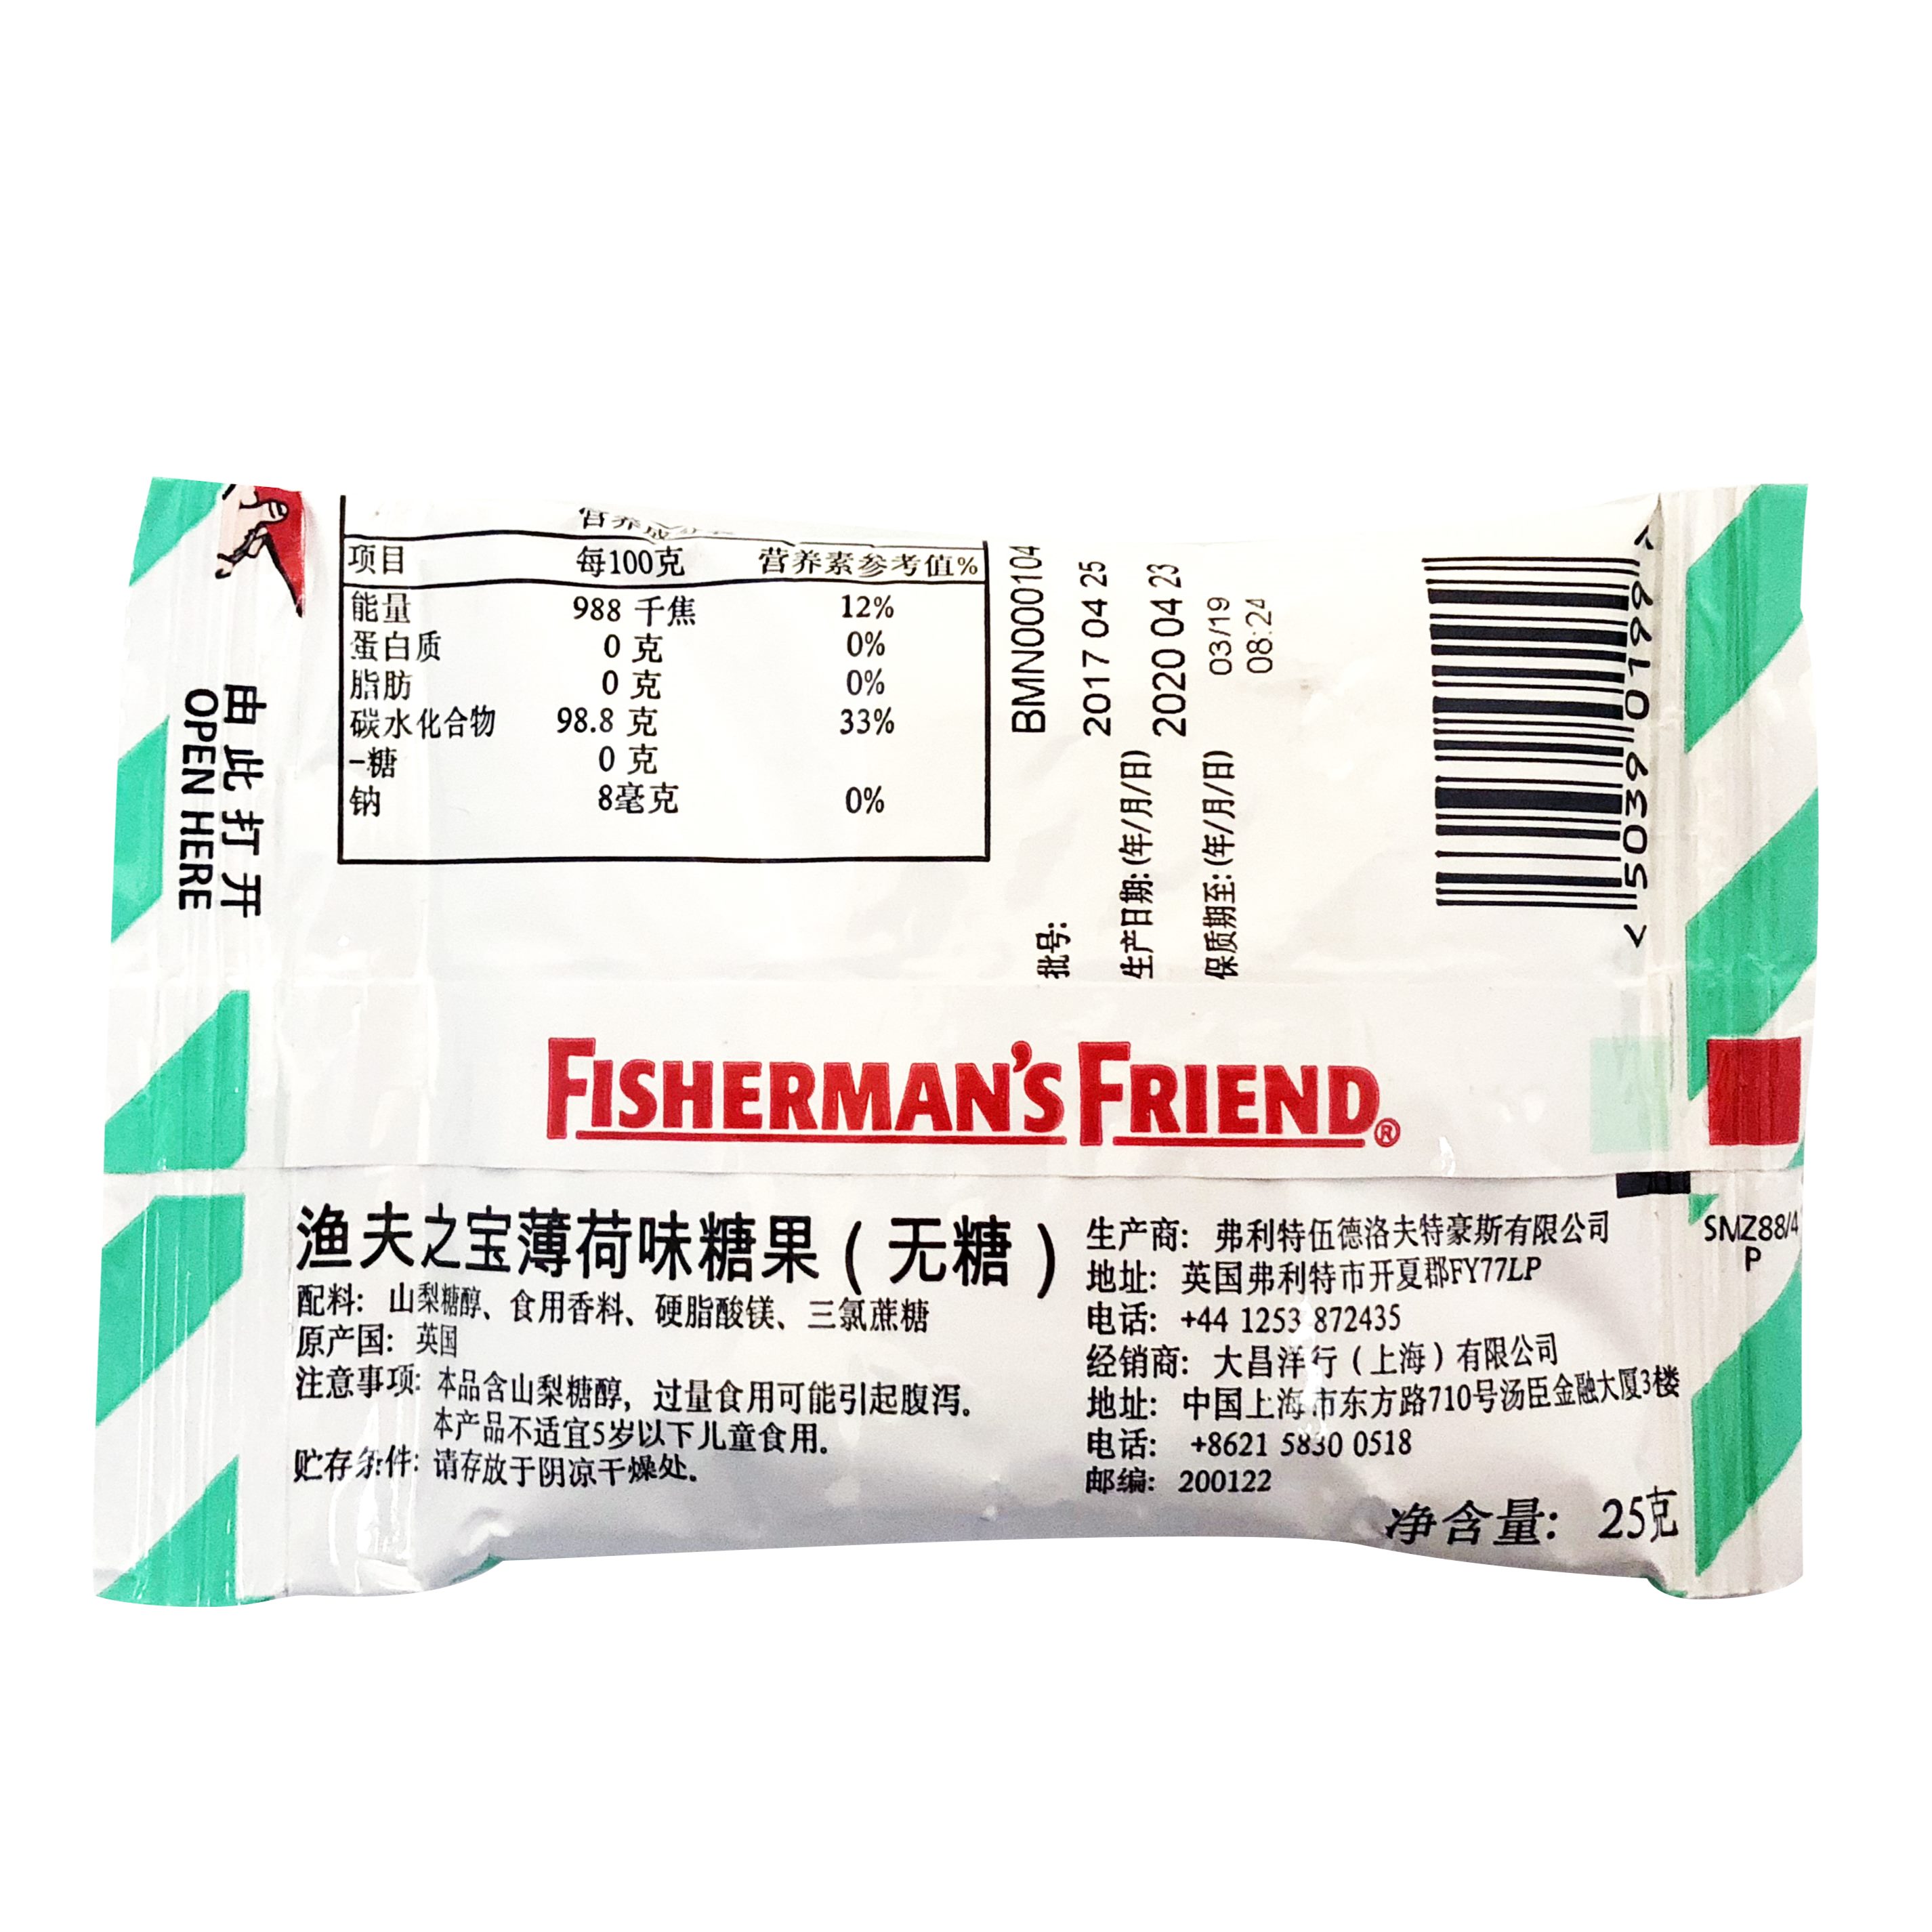 由此打开
OPEN HERE
营养成分表
项目 每100克 营养素参考值%
能量 988 千焦 12%
蛋白质 0 克 0%
脂肪 0 克 0%
碳水化合物 98.8 克 33%
-糖 0 克
钠 8毫克 0%
批号: BMN000104
生产日期:(年/月/日) 2017 04 25
保质期至:(年/月/日) 2020 04 23
03/19
08:24
FISHERMAN'S FRIEND®
渔夫之宝薄荷味糖果(无糖)
配料: 山梨糖醇、食用香料、硬脂酸镁、三氯蔗糖
原产国: 英国
注意事项: 本品含山梨糖醇, 过量食用可能引起腹泻.
本产品不适宜5岁以下儿童食用.
贮存条件: 请存放于阴凉干燥处.
生产商: 弗利特伍德洛夫特豪斯有限公司
地址: 英国弗利特市开夏郡FY77LP
电话: +44 1253 872435
经销商: 大昌洋行(上海)有限公司
地址: 中国上海市东方路710号汤臣金融大厦3楼
电话: +8621 5830 0518
邮编: 200122
净含量: 25克
SMZ88/4
P